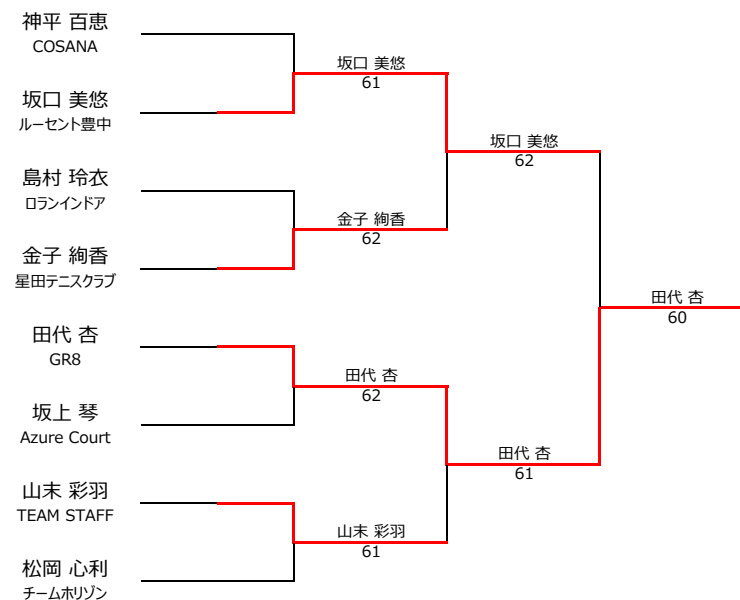 神平 百恵
COSANA
坂口 美悠
ルーセント豊中
島村 玲衣
ロランインドア
金子 絢香
星田テニスクラブ
田代 杏
GR8
坂上 琴
Azure Court
山末 彩羽
TEAM STAFF
松岡 心利
チームホリゾン
坂口 美悠
61
金子 絢香
62
田代 杏
62
山末 彩羽
61
坂口 美悠
62
田代 杏
61
田代 杏
60